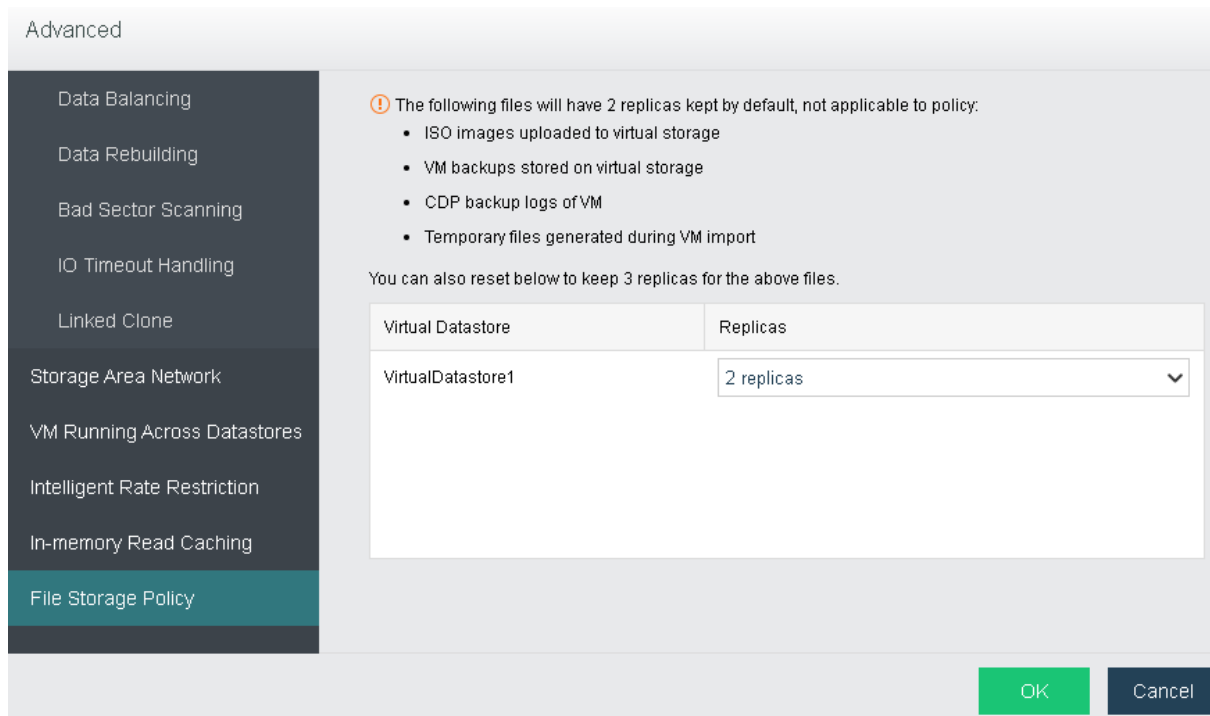 Advanced
Data Balancing
Data Rebuilding
Bad Sector Scanning
IO Timeout Handling
Linked Clone
Storage Area Network
VM Running Across Datastores
Intelligent Rate Restriction
In-memory Read Caching
File Storage Policy
The following files will have 2 replicas kept by default, not applicable to policy:
• ISO images uploaded to virtual storage
• VM backups stored on virtual storage
• CDP backup logs of VM
• Temporary files generated during VM import
You can also reset below to keep 3 replicas for the above files.
Virtual Datastore Replicas
VirtualDatastore1 2 replicas
OK Cancel